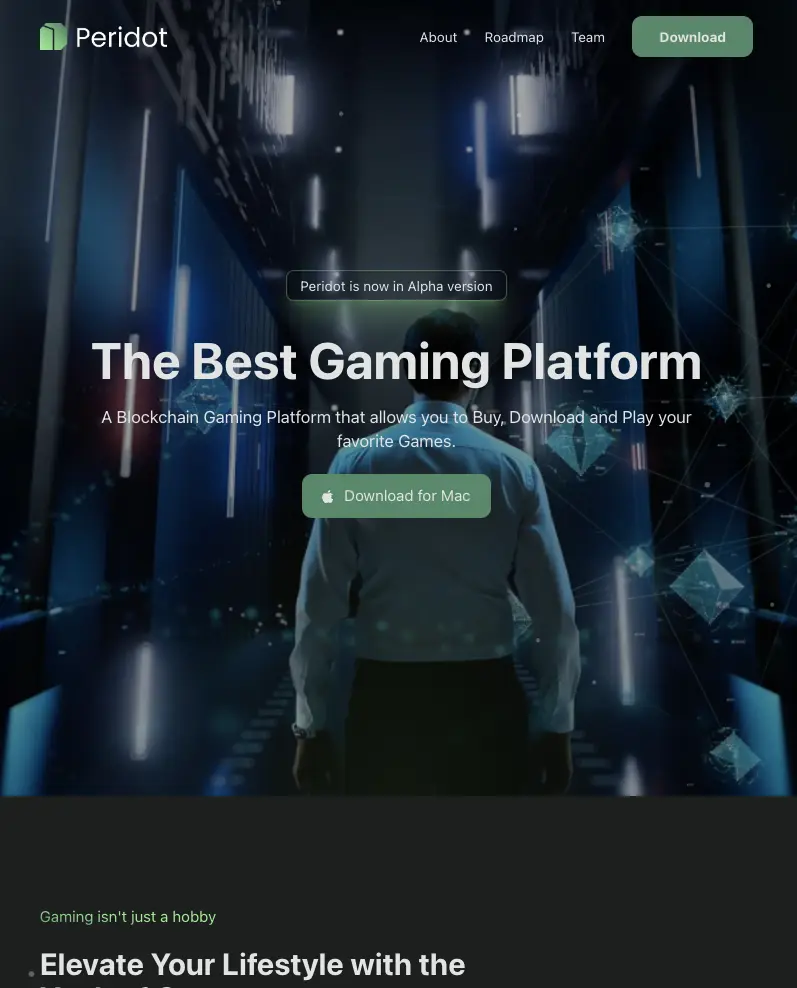 Peridot
About
Roadmap
Team
Download
Peridot is now in Alpha version
The Best Gaming Platform
A Blockchain Gaming Platform that allows you to Buy, Download and Play your
favorite Games.
Download for Mac
Gaming isn't just a hobby
Elevate Your Lifestyle with the